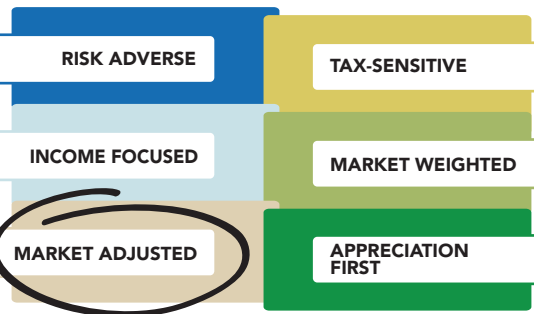 RISK ADVERSE
TAX-SENSITIVE
INCOME FOCUSED
MARKET WEIGHTED
MARKET ADJUSTED
APPRECIATION
FIRST